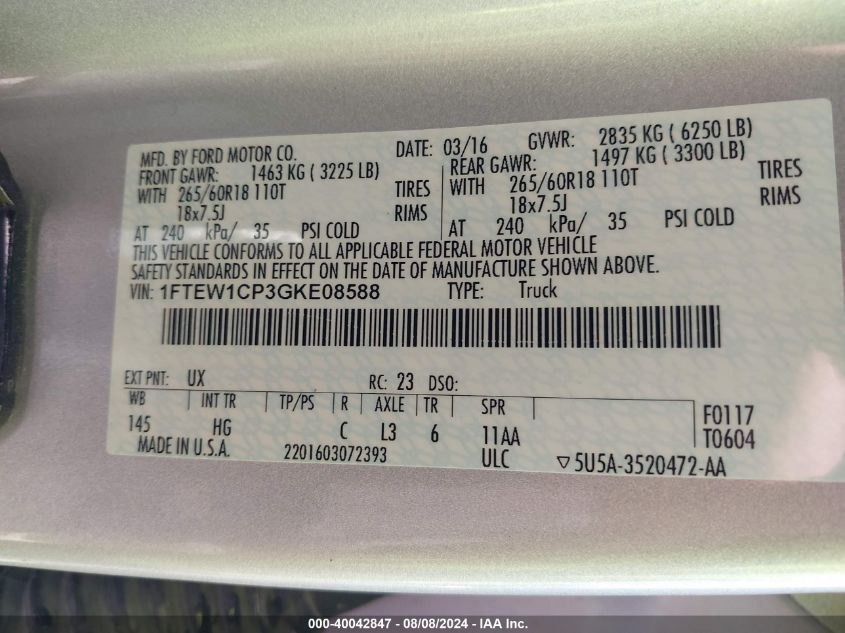 MFD. BY FORD MOTOR CO. DATE: 03/16 GVWR: 2835 KG ( 6250 LB)
FRONT GAWR: 1463 KG ( 3225 LB) REAR GAWR: 1497 KG ( 3300 LB)
WITH 265/60R18 110T TIRES WITH 265/60R18 110T TIRES
18x7.5J RIMS 18x7.5J RIMS
AT 240 kPa/ 35 PSI COLD AT 240 kPa/ 35 PSI COLD
THIS VEHICLE CONFORMS TO ALL APPLICABLE FEDERAL MOTOR VEHICLE
SAFETY STANDARDS IN EFFECT ON THE DATE OF MANUFACTURE SHOWN ABOVE.
VIN: 1FTEW1CP3GKE08588 TYPE: Truck
EXT PNT: UX RC: 23 DSO:
WB INT TR TP/PS R AXLE TR SPR F0117
145 HG C L3 6 11AA T0604
MADE IN U.S.A. 2201603072393 ULC ▽5U5A-3520472-AA
000-40042847 - 08/08/2024 - IAA Inc.